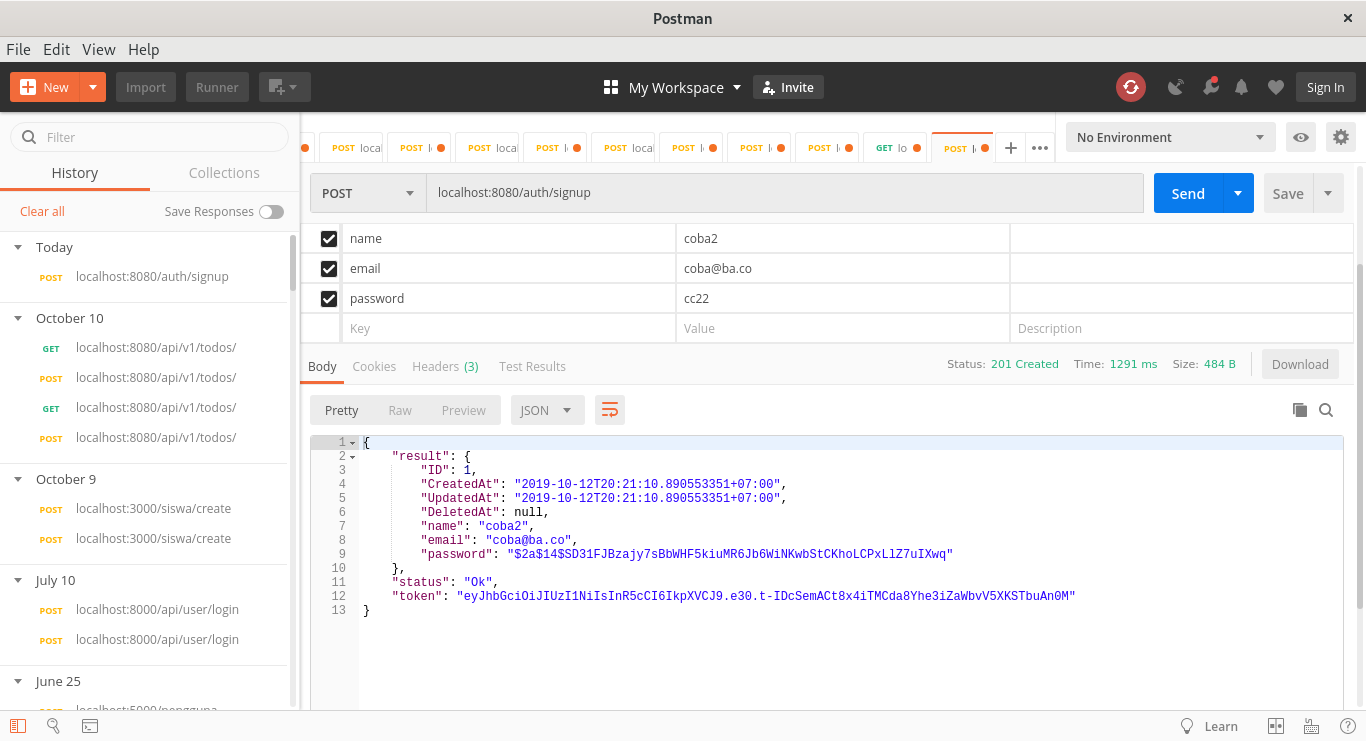 Postman
File Edit View Help
New Import Runner My Workspace Invite Sign In
Filter
History Collections
Clear all Save Responses
Today
POST localhost:8080/auth/signup
October 10
GET localhost:8080/api/v1/todos/
POST localhost:8080/api/v1/todos/
GET localhost:8080/api/v1/todos/
POST localhost:8080/api/v1/todos/
October 9
POST localhost:3000/siswa/create
POST localhost:3000/siswa/create
July 10
POST localhost:8000/api/user/login
POST localhost:8000/api/user/login
June 25
POST local POST l POST local POST l POST local POST l POST l POST l GET lo POST l
No Environment
POST localhost:8080/auth/signup Send Save
name coba2
email coba@ba.co
password cc22
Key Value Description
Body Cookies Headers (3) Test Results Status: 201 Created Time: 1291 ms Size: 484 B Download
Pretty Raw Preview JSON
1 {
2 "result": {
3 "ID": 1,
4 "CreatedAt": "2019-10-12T20:21:10.890553351+07:00",
5 "UpdatedAt": "2019-10-12T20:21:10.890553351+07:00",
6 "DeletedAt": null,
7 "name": "coba2",
8 "email": "coba@ba.co",
9 "password": "$2a$14$SD31FJBzajy7sBbWHF5kiuMR6Jb6WiNKwbStCKhoLCPxLlZ7uIXwq"
10 },
11 "status": "Ok",
12 "token": "eyJhbGciOiJIUzI1NiIsInR5cCI6IkpXVCJ9.e30.t-IDcSemACt8x4iTMCda8Yhe3iZaWbvV5XKSTbuAn0M"
13 }
Learn